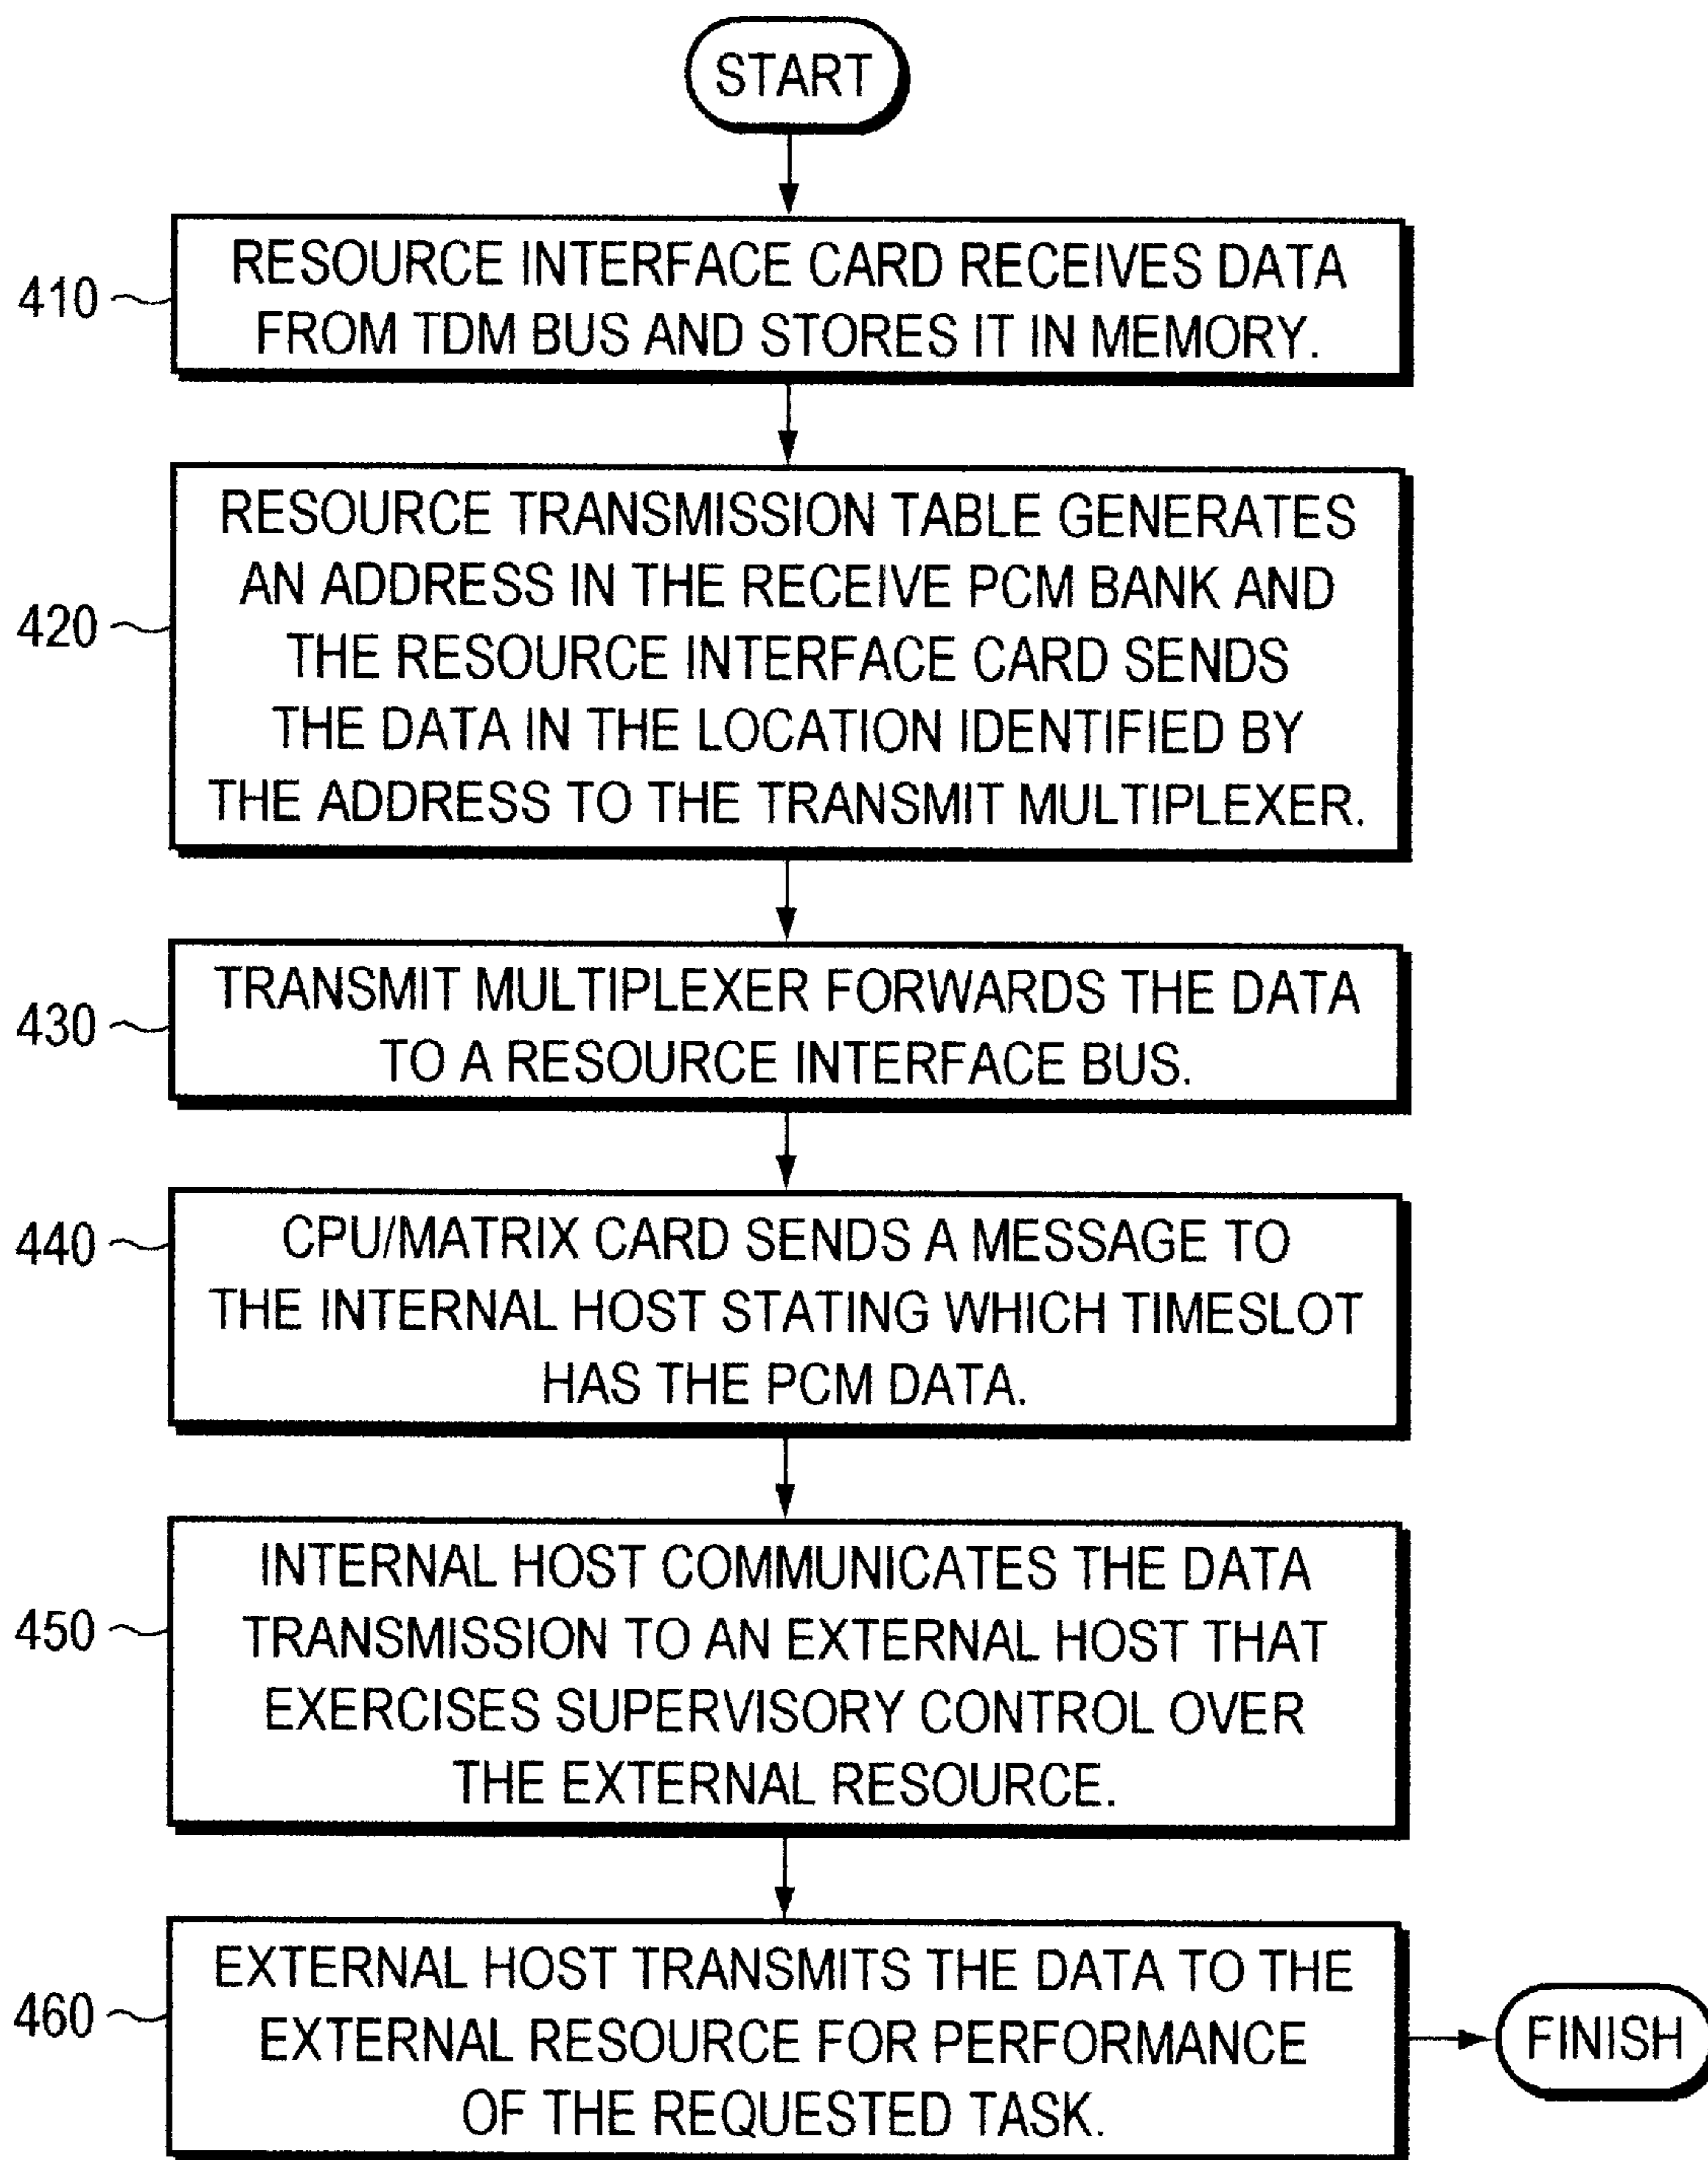 START
410
RESOURCE INTERFACE CARD RECEIVES DATA
FROM TDM BUS AND STORES IT IN MEMORY.
420
RESOURCE TRANSMISSION TABLE GENERATES
AN ADDRESS IN THE RECEIVE PCM BANK AND
THE RESOURCE INTERFACE CARD SENDS
THE DATA IN THE LOCATION IDENTIFIED BY
THE ADDRESS TO THE TRANSMIT MULTIPLEXER.
430
TRANSMIT MULTIPLEXER FORWARDS THE DATA
TO A RESOURCE INTERFACE BUS.
440
CPU/MATRIX CARD SENDS A MESSAGE TO
THE INTERNAL HOST STATING WHICH TIMESLOT
HAS THE PCM DATA.
450
INTERNAL HOST COMMUNICATES THE DATA
TRANSMISSION TO AN EXTERNAL HOST THAT
EXERCISES SUPERVISORY CONTROL OVER
THE EXTERNAL RESOURCE.
460
EXTERNAL HOST TRANSMITS THE DATA TO THE
EXTERNAL RESOURCE FOR PERFORMANCE
OF THE REQUESTED TASK.
FINISH